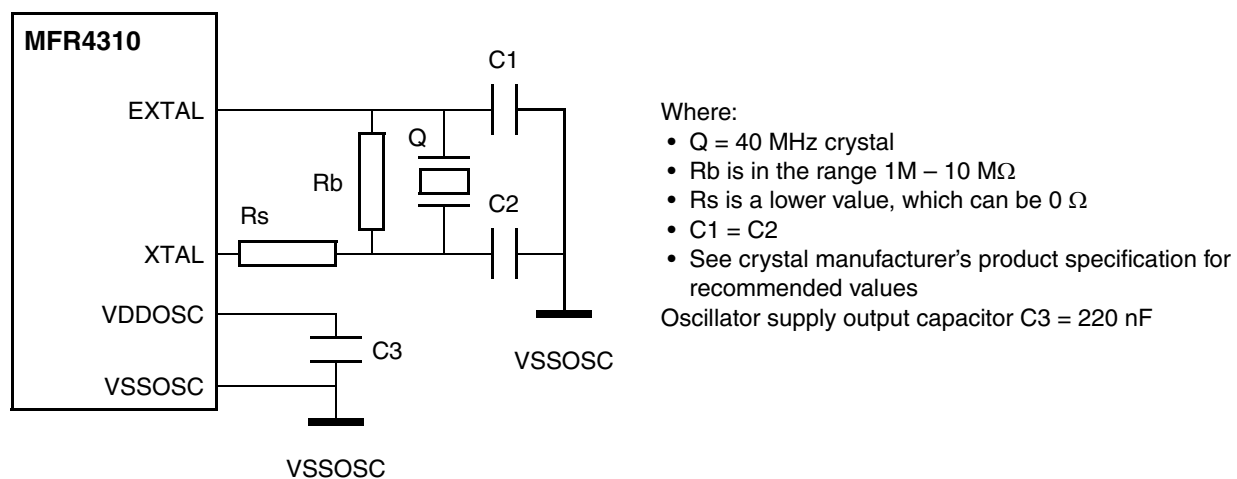 MFR4310
C1
EXTAL
Q
Rb
C2
Rs
XTAL
VDDOSC
C3
VSSOSC
VSSOSC
VSSOSC
Where:
• Q = 40 MHz crystal
• Rb is in the range 1M – 10 MΩ
• Rs is a lower value, which can be 0 Ω
• C1 = C2
• See crystal manufacturer's product specification for
recommended values
Oscillator supply output capacitor C3 = 220 nF